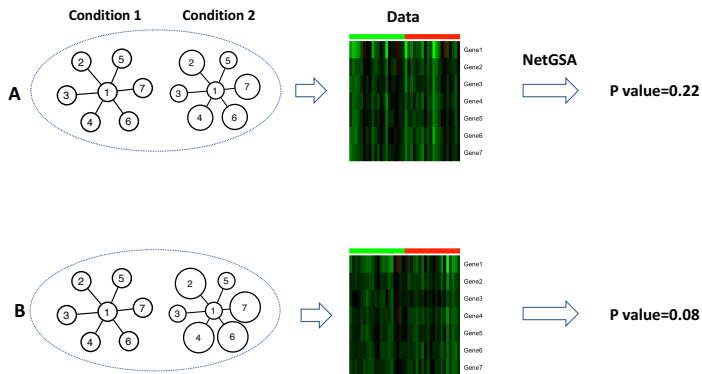 Condition 1 Condition 2 Data
A
2 5 3 1 7 4 6
2 5 3 1 7 4 6
Gene1
Gene2
Gene3
Gene4
Gene5
Gene6
Gene7
NetGSA
P value=0.22
B
2 5 3 1 7 4 6
2 5 3 1 7 4 6
Gene1
Gene2
Gene3
Gene4
Gene5
Gene6
Gene7
P value=0.08